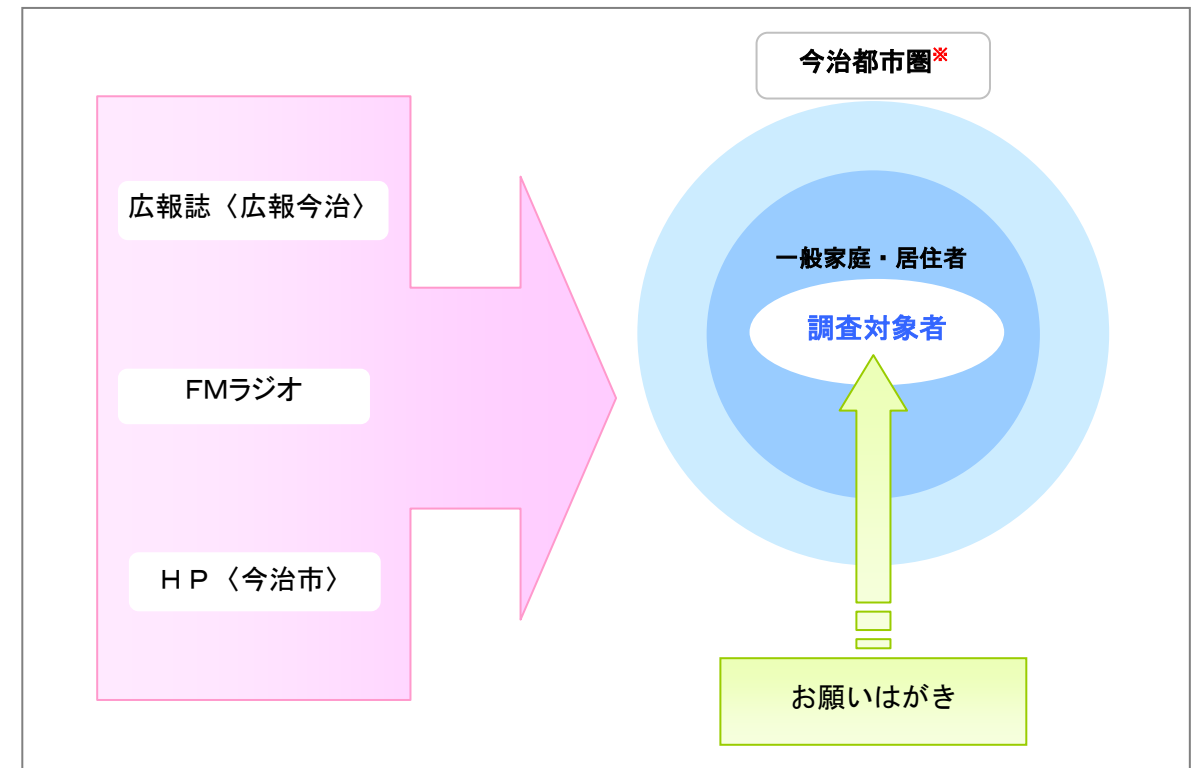 今治都市圏※
広報�〈広報今治〉
一般家庭・居住者
調査対象者
FMラジオ
ＨＰ〈今治市〉
お願いはがき